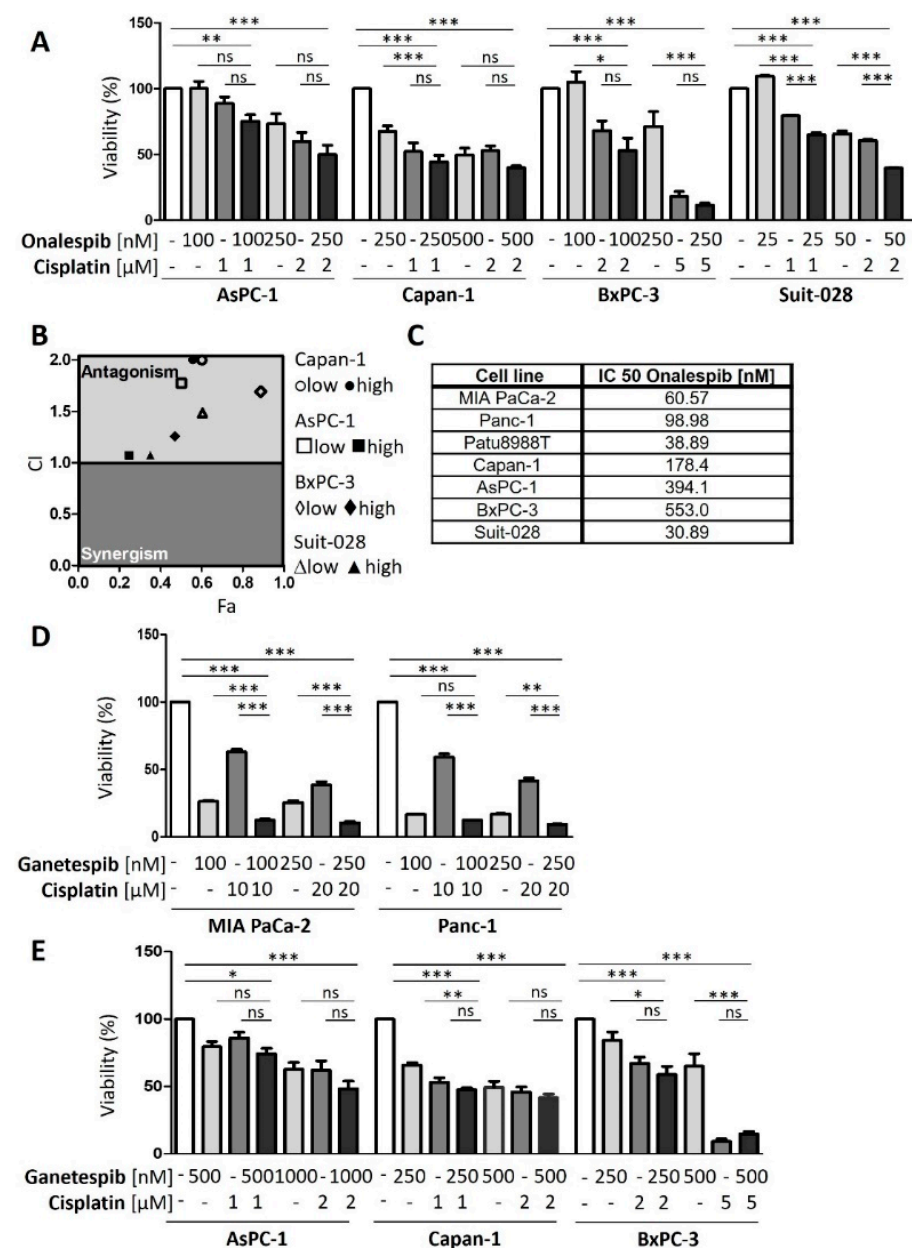 A
Viability (%)
150
100
50
0
*** *** *** ***
** *** *** ***
ns ns ns ns * *** *** ***
*** ns ns ns ns *** ***
ns ns
Onalespib [nM] - 100 - 100 250 - 250 - 250 - 250 500 - 500 - 100 - 100 250 - 250 - 25 - 25 50 - 50
Cisplatin [µM] - - 1 1 - 2 2 - - 1 1 - 2 2 - - 2 2 - 5 5 - - 1 1 - 2 2
AsPC-1 Capan-1 BxPC-3 Suit-028
B
CI
2.0
1.5
1.0
0.5
0.0
Antagonism
Synergism
0.0 0.2 0.4 0.6 0.8 1.0
Fa
Capan-1
low high
AsPC-1
low high
BxPC-3
low high
Suit-028
low high
C
Cell line IC 50 Onalespib [nM]
MIA PaCa-2 60.57
Panc-1 98.98
Patu8988T 38.89
Capan-1 178.4
AsPC-1 394.1
BxPC-3 553.0
Suit-028 30.89
D
Viability (%)
150
100
50
0
*** ***
*** ***
*** *** ns **
*** *** *** ***
Ganetespib [nM] - 100 - 100 250 - 250 - 100 - 100 250 - 250
Cisplatin [µM] - - 10 10 - 20 20 - - 10 10 - 20 20
MIA PaCa-2 Panc-1
E
Viability (%)
150
100
50
0
*** *** ***
* *** ***
ns ns ** ns * ***
ns ns ns ns ns ns
Ganetespib [nM] - 500 - 500 1000 - 1000 - 250 - 250 500 - 500 - 250 - 250 500 - 500
Cisplatin [µM] - - 1 1 - 2 2 - - 1 1 - 2 2 - - 2 2 - 5 5
AsPC-1 Capan-1 BxPC-3